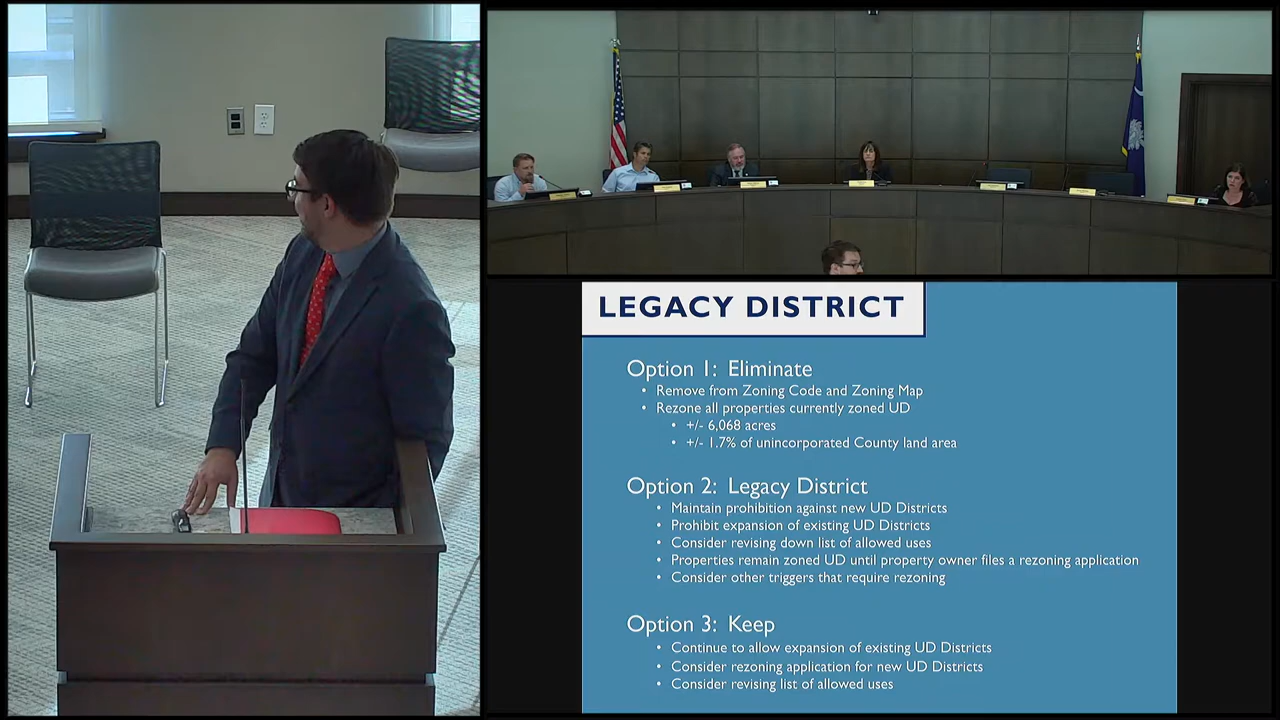 LEGACY DISTRICT
Option 1: Eliminate
• Remove from Zoning Code and Zoning Map
• Rezone all properties currently zoned UD
• +/- 6,068 acres
• +/- 1.7% of unincorporated County land area
Option 2: Legacy District
• Maintain prohibition against new UD Districts
• Prohibit expansion of existing UD Districts
• Consider revising down list of allowed uses
• Properties remain zoned UD until property owner files a rezoning application
• Consider other triggers that require rezoning
Option 3: Keep
• Continue to allow expansion of existing UD Districts
• Consider rezoning application for new UD Districts
• Consider revising list of allowed uses